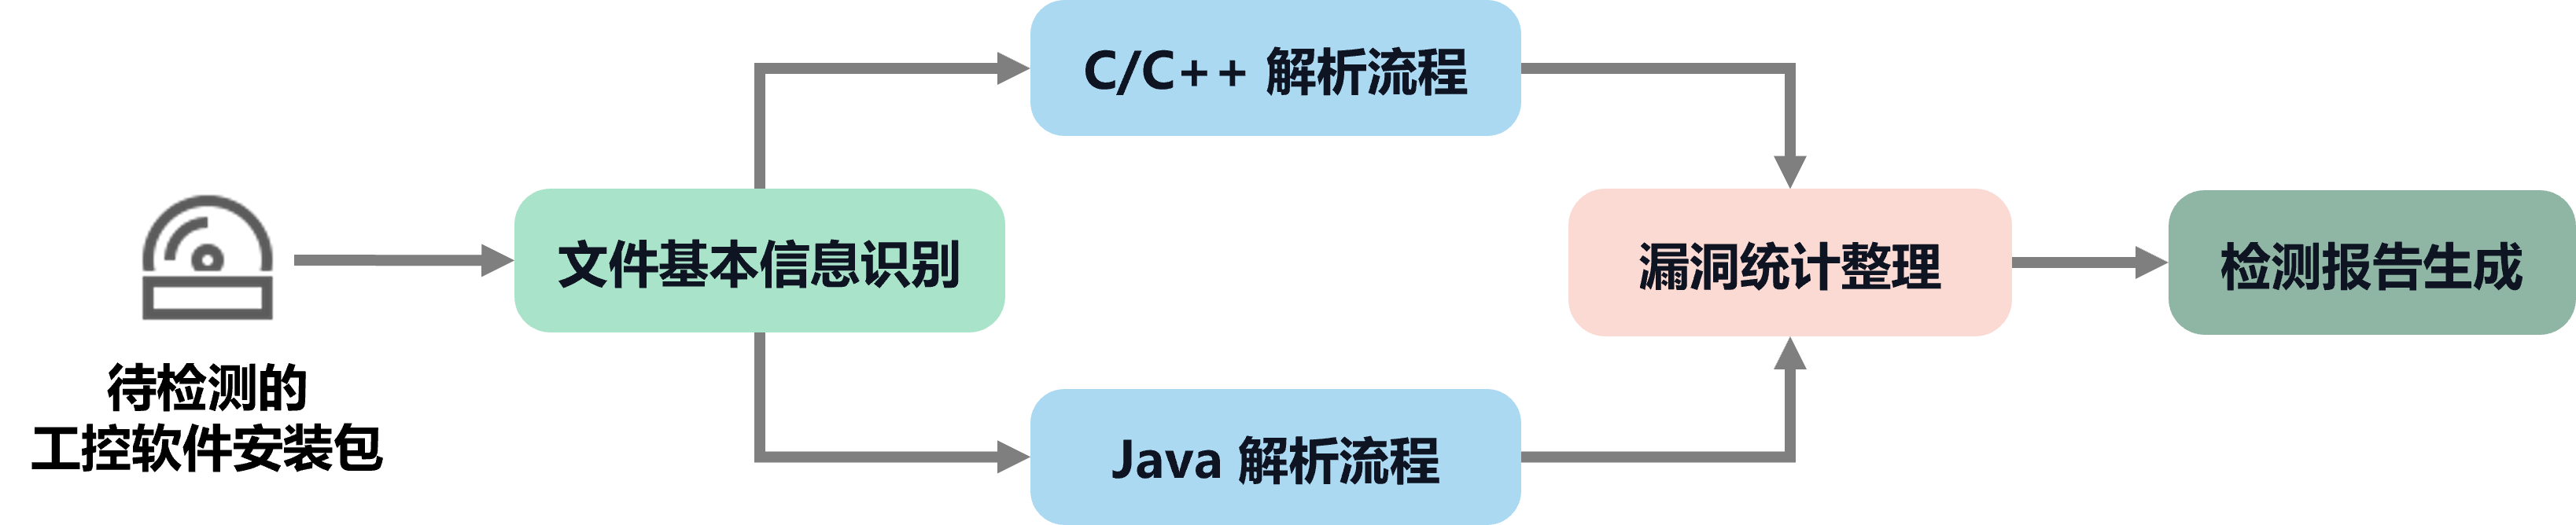 待检测的
工控软件安装包
文件基本信息识别
C/C++ 解析流程
Java 解析流程
漏洞统计整理
检测报告生成